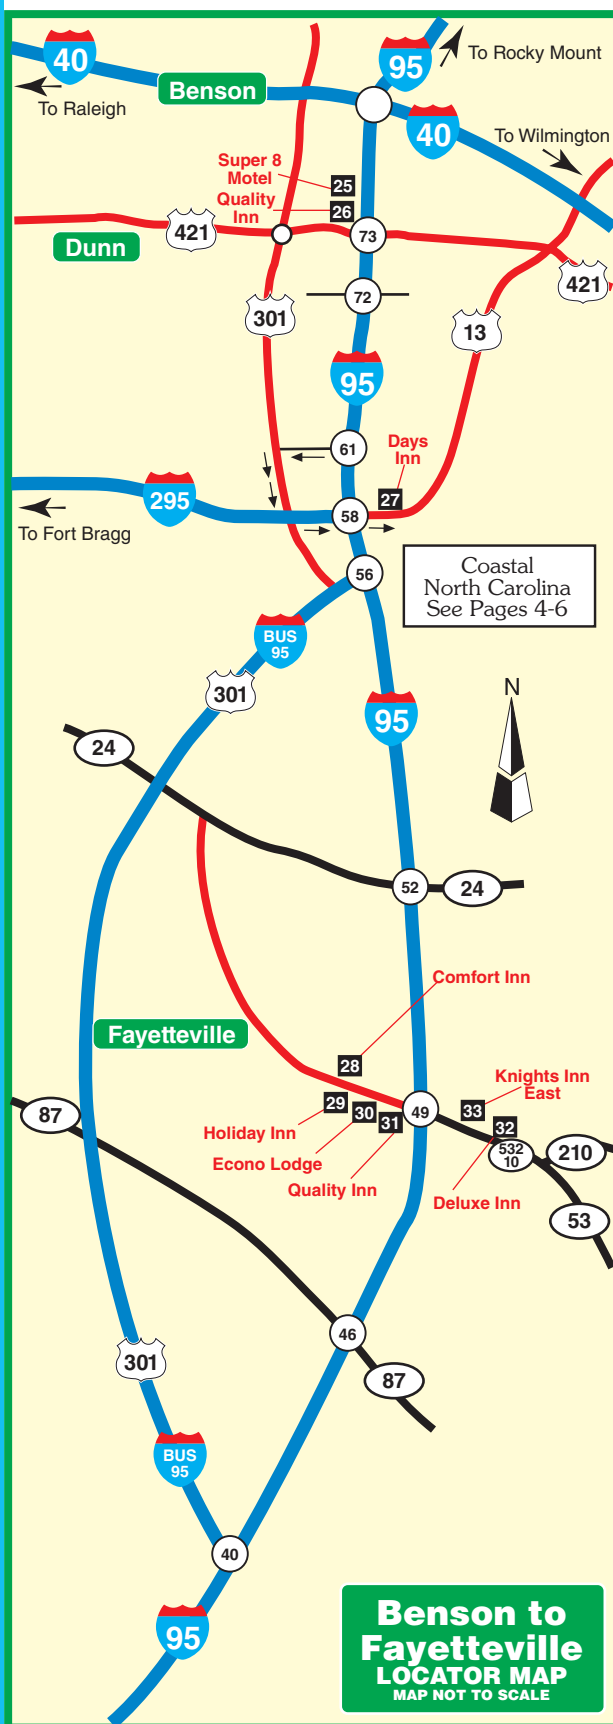 40
95
To Rocky Mount
To Raleigh
Benson
40
To Wilmington
Super 8
Motel
25
Quality
Inn
26
421
Dunn
73
421
72
301
13
95
61
Days
Inn
27
295
58
To Fort Bragg
56
Coastal
North Carolina
See Pages 4-6
BUS
95
301
N
95
24
52
24
Comfort Inn
Fayetteville
28
29
30
31
49
33
Knights Inn
East
32
87
Holiday Inn
Econo Lodge
Quality Inn
532
10
210
Deluxe Inn
53
46
301
87
BUS
95
40
95
Benson to
Fayetteville
LOCATOR MAP
MAP NOT TO SCALE